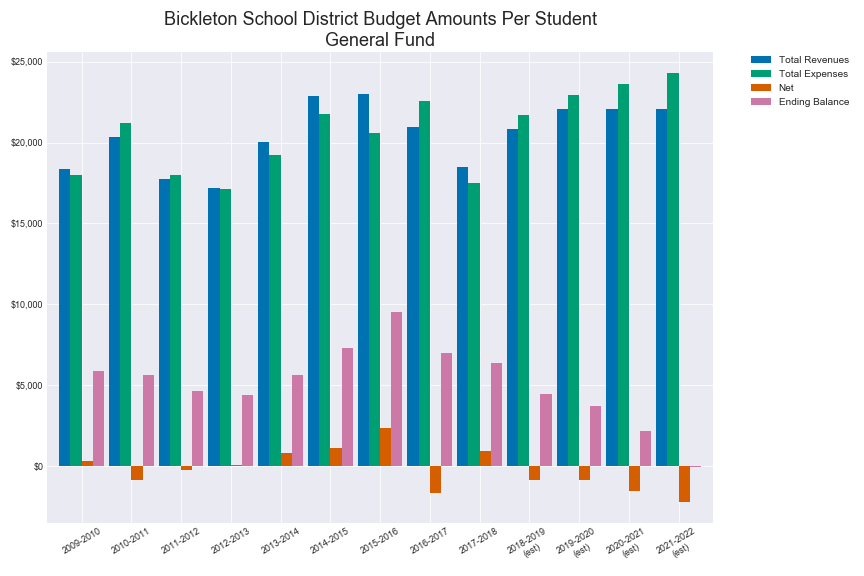 Bickleton School District Budget Amounts Per Student
General Fund
Total Revenues
Total Expenses
Net
Ending Balance
$25,000
$20,000
$15,000
$10,000
$5,000
$0
2009-2010
2010-2011
2011-2012
2012-2013
2013-2014
2014-2015
2015-2016
2016-2017
2017-2018
2018-2019
(est)
2019-2020
(est)
2020-2021
(est)
2021-2022
(est)